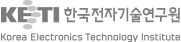 KETI 한국전자기술연구원
Korea Electronics Technology Institute